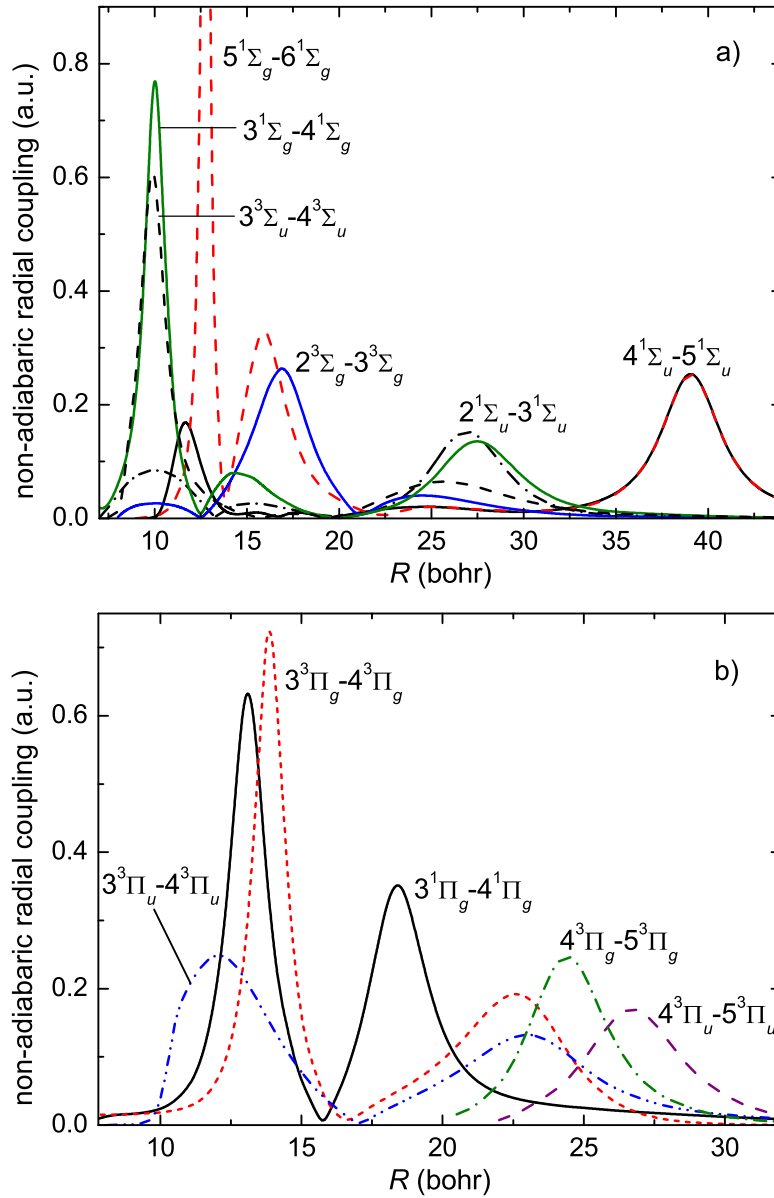 a)
5¹Σg-6¹Σg
3¹Σg-4¹Σg
3³Σu-4³Σu
2³Σg-3³Σg
4¹Σu-5¹Σu
2¹Σu-3¹Σu
non-adiabaric radial coupling (a.u.)
0.8
0.6
0.4
0.2
0.0
10 15 20 25 30 35 40
R (bohr)
b)
3³Πg-4³Πg
3³Πu-4³Πu
3¹Πg-4¹Πg
4³Πg-5³Πg
4³Πu-5³Πu
non-adiabaric radial coupling (a.u.)
0.6
0.4
0.2
0.0
10 15 20 25 30
R (bohr)